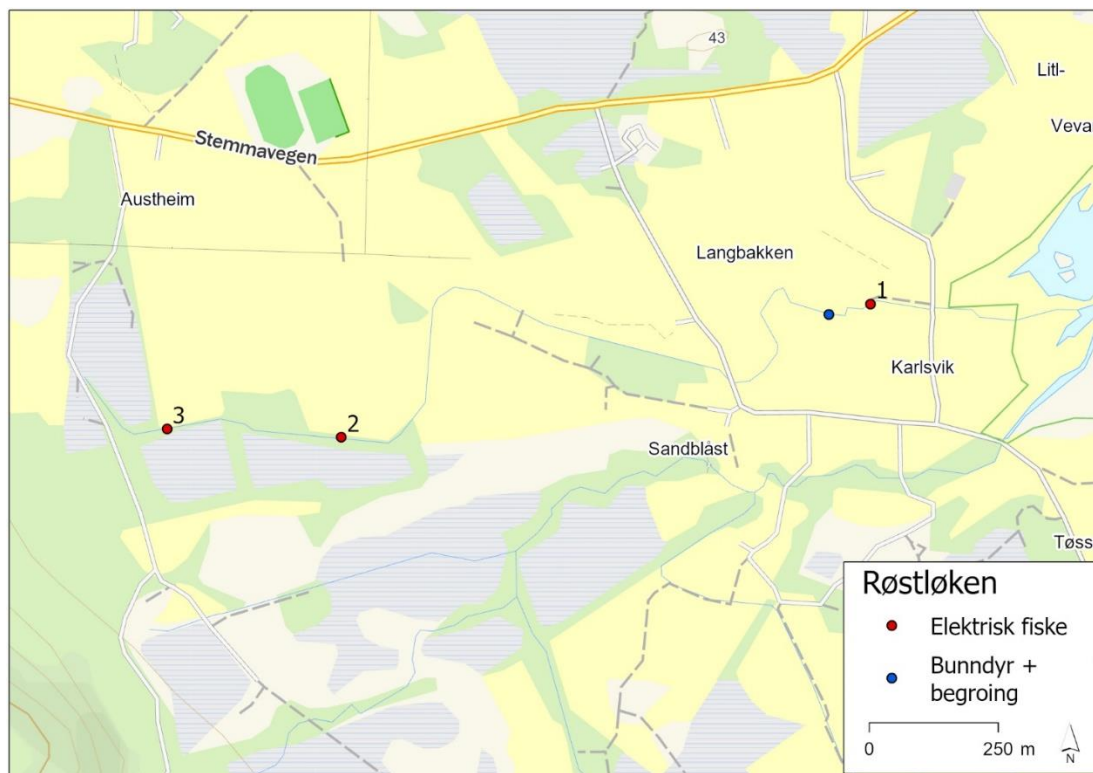 43
Litl-
Veva
Stemmavegen
Austheim
Langbakken
1
Karlsvik
3
2
Sandblåst
Tøss
Røstløken
Elektrisk fiske
Bunndyr +
begroing
0 250 m
N